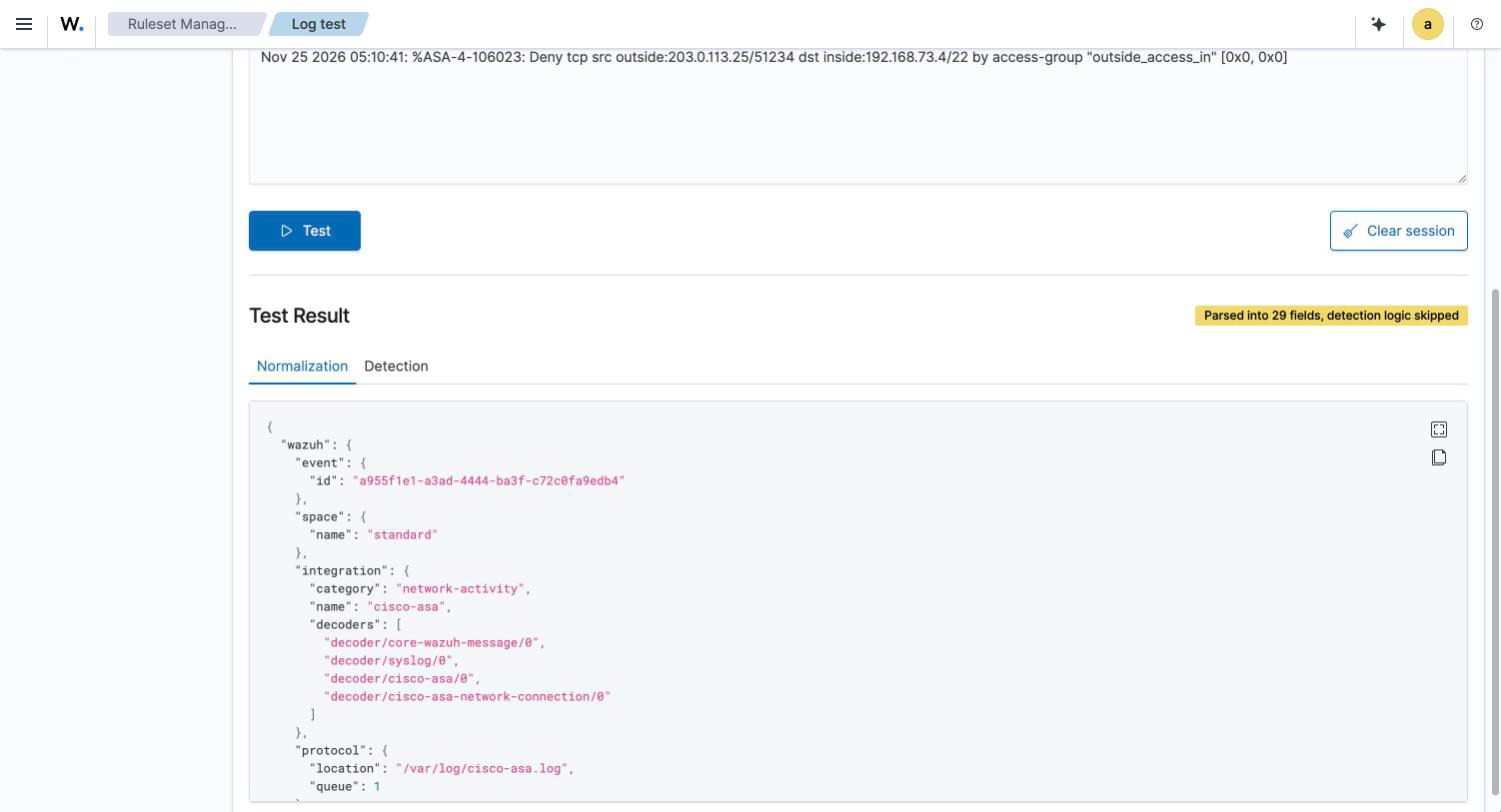 W.
Ruleset Manag...
Log test
a
Nov 25 2026 05:10:41: %ASA-4-106023: Deny tcp src outside:203.0.113.25/51234 dst inside:192.168.73.4/22 by access-group "outside_access_in" [0x0, 0x0]
Test
Clear session
Test Result
Parsed into 29 fields, detection logic skipped
Normalization
Detection
{
"wazuh": {
"event": {
"id": "a955f1e1-a3ad-4444-ba3f-c72c0fa9edb4"
},
"space": {
"name": "standard"
},
"integration": {
"category": "network-activity",
"name": "cisco-asa",
"decoders": [
"decoder/core-wazuh-message/0",
"decoder/syslog/0",
"decoder/cisco-asa/0",
"decoder/cisco-asa-network-connection/0"
]
},
"protocol": {
"location": "/var/log/cisco-asa.log",
"queue": 1